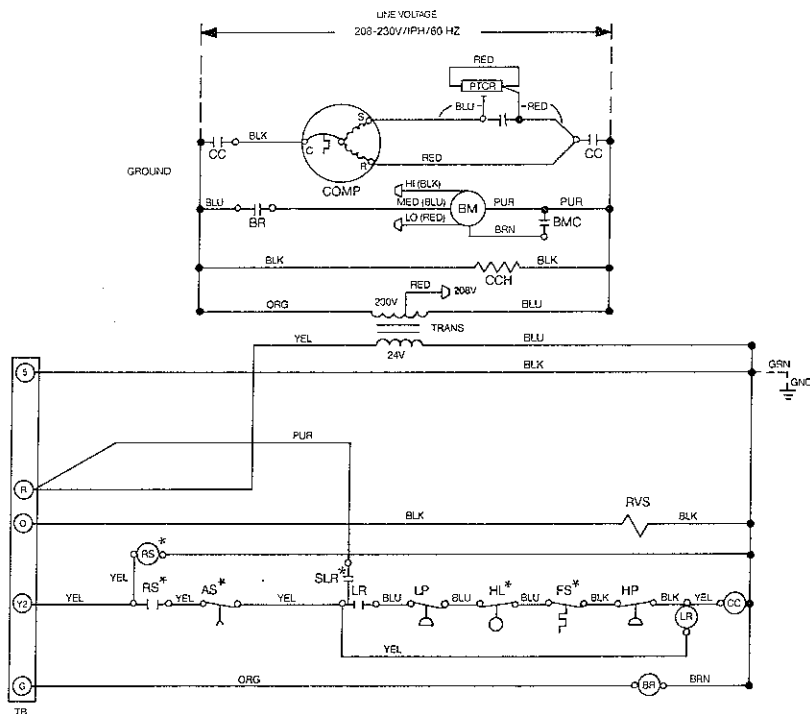 LINE VOLTAGE
208-230V/1PH/60 HZ
RED
PTCR
BLU
RED
S
C
R
BLK
CC
CC
RED
GROUND
COMP
HI (BLK)
BLU
MED (BLU)
BM
PUR
PUR
BR
LO (RED)
BRN
BMC
BLK
CCH
BLK
RED
208V
ORG
230V
BLU
TRANS
YEL
24V
BLU
S
BLK
GRN
GND
PUR
R
O
BLK
RVS
BLK
RS*
YEL
RS*
AS*
SLR*
LR
LP
HL*
FS*
HP
Y2
YEL
YEL
YEL
BLU
BLU
BLU
BLK
BLK
YEL
CC
LR
YEL
G
ORG
BR
BRN
TB